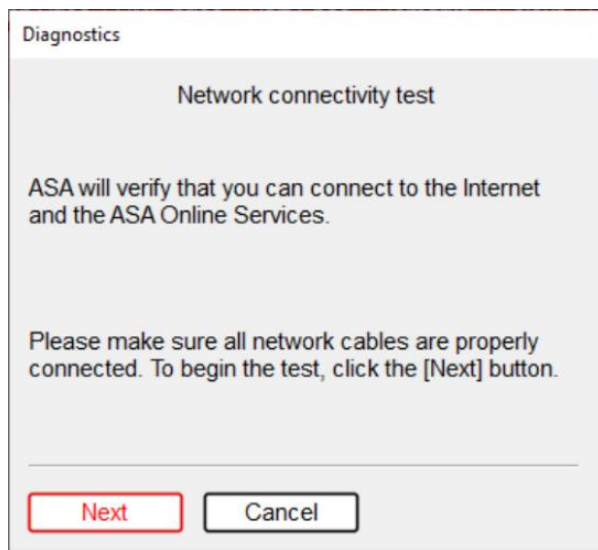 Diagnostics
Network connectivity test
ASA will verify that you can connect to the Internet
and the ASA Online Services.
Please make sure all network cables are properly
connected. To begin the test, click the [Next] button.
Next
Cancel